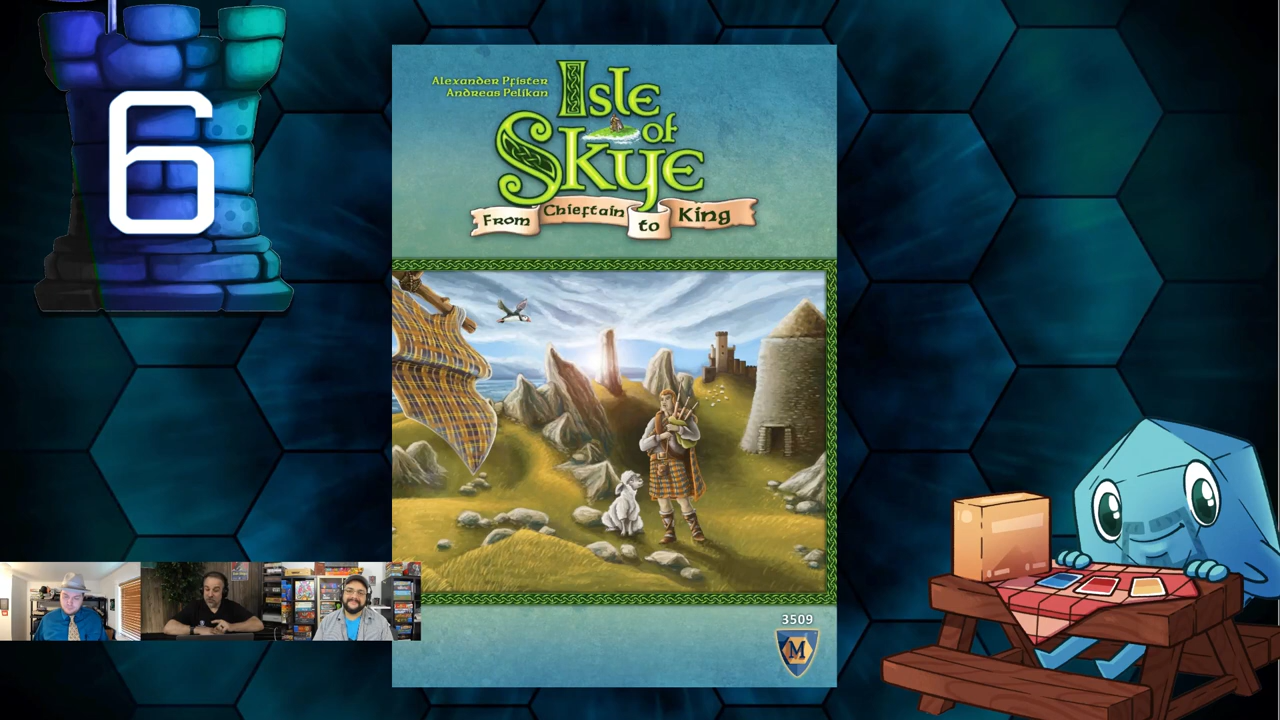 6
Alexander Pfister
Andreas Pelikan
Isle
of
Skye
From Chieftain to King
3509
M